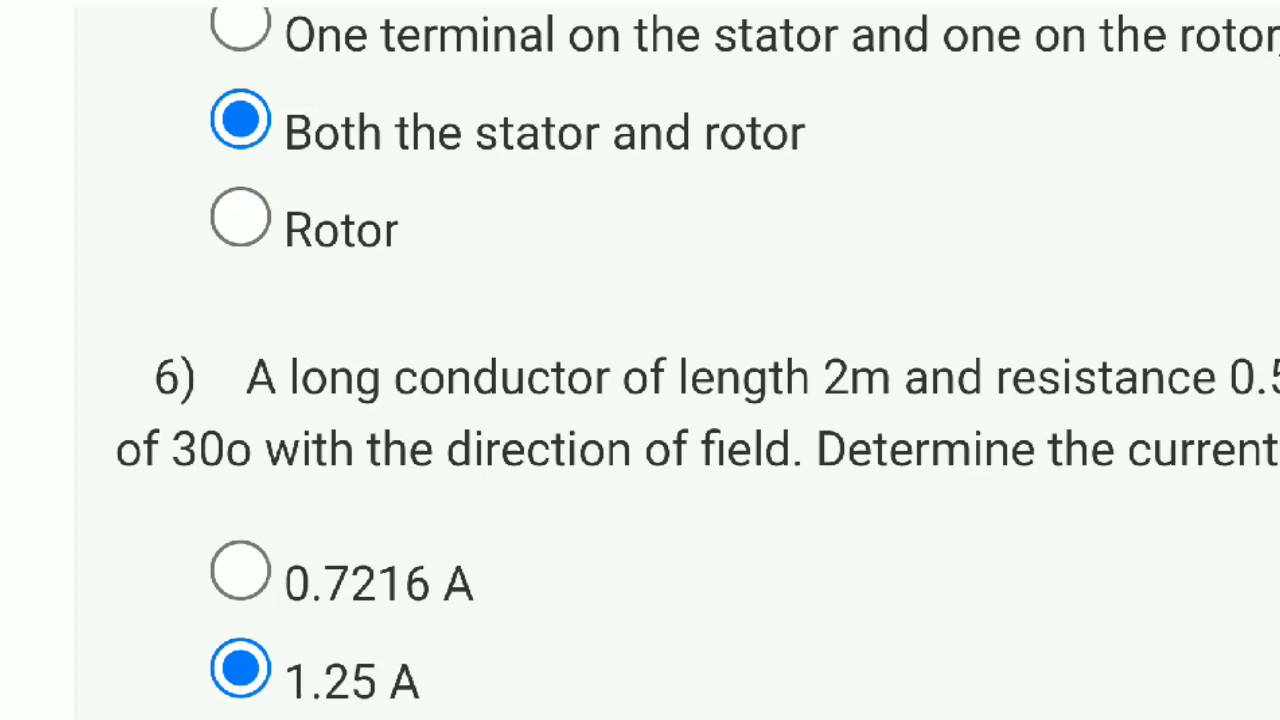 One terminal on the stator and one on the rotor,
Both the stator and rotor
Rotor
6) A long conductor of length 2m and resistance 0.5
of 30o with the direction of field. Determine the current
0.7216 A
1.25 A